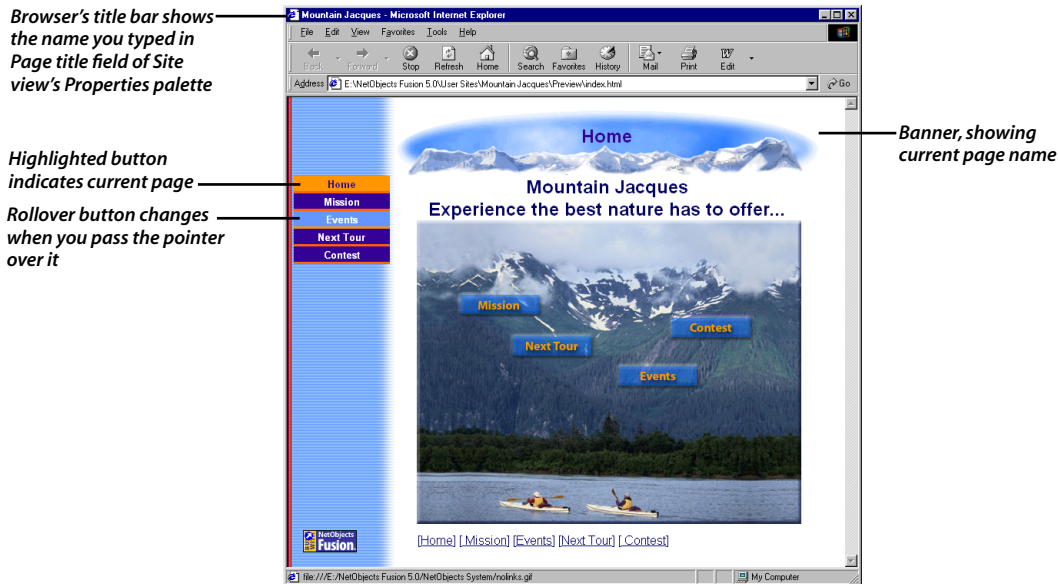 Browser's title bar shows
the name you typed in
Page title field of Site
view's Properties palette
Highlighted button
indicates current page
Rollover button changes
when you pass the pointer
over it
Banner, showing
current page name
Mountain Jacques - Microsoft Internet Explorer
File Edit View Favorites Tools Help
Back Forward Stop Refresh Home Search Favorites History Mail Print Edit
Address E:\NetObjects Fusion 5.0\User Sites\Mountain Jacques\Preview\index.html Go
Home
Home
Mission
Events
Next Tour
Contest
Mountain Jacques
Experience the best nature has to offer...
Mission
Contest
Next Tour
Events
NetObjects
Fusion
[Home] [ Mission] [Events] [Next Tour] [ Contest]
file:///E:/NetObjects Fusion 5.0/NetObjects System/nolinks.gif My Computer